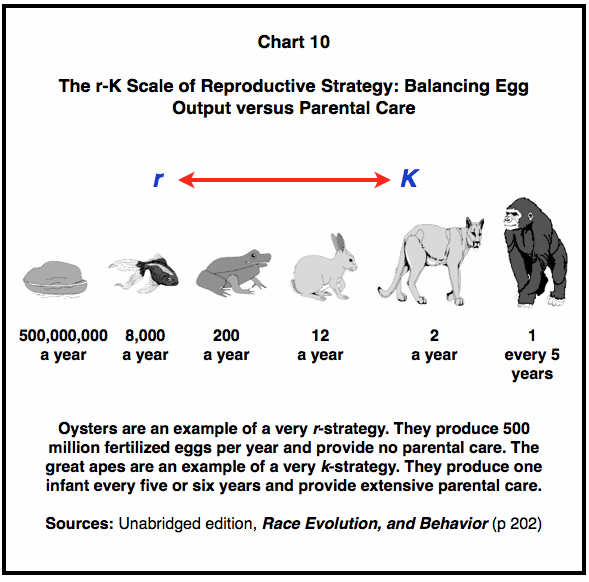 Chart 10
The r-K Scale of Reproductive Strategy: Balancing Egg
Output versus Parental Care
r K
500,000,000 8,000 200 12 2 1
a year a year a year a year a year every 5
years
Oysters are an example of a very r-strategy. They produce 500
million fertilized eggs per year and provide no parental care. The
great apes are an example of a very k-strategy. They produce one
infant every five or six years and provide extensive parental care.
Sources: Unabridged edition, Race Evolution, and Behavior (p 202)